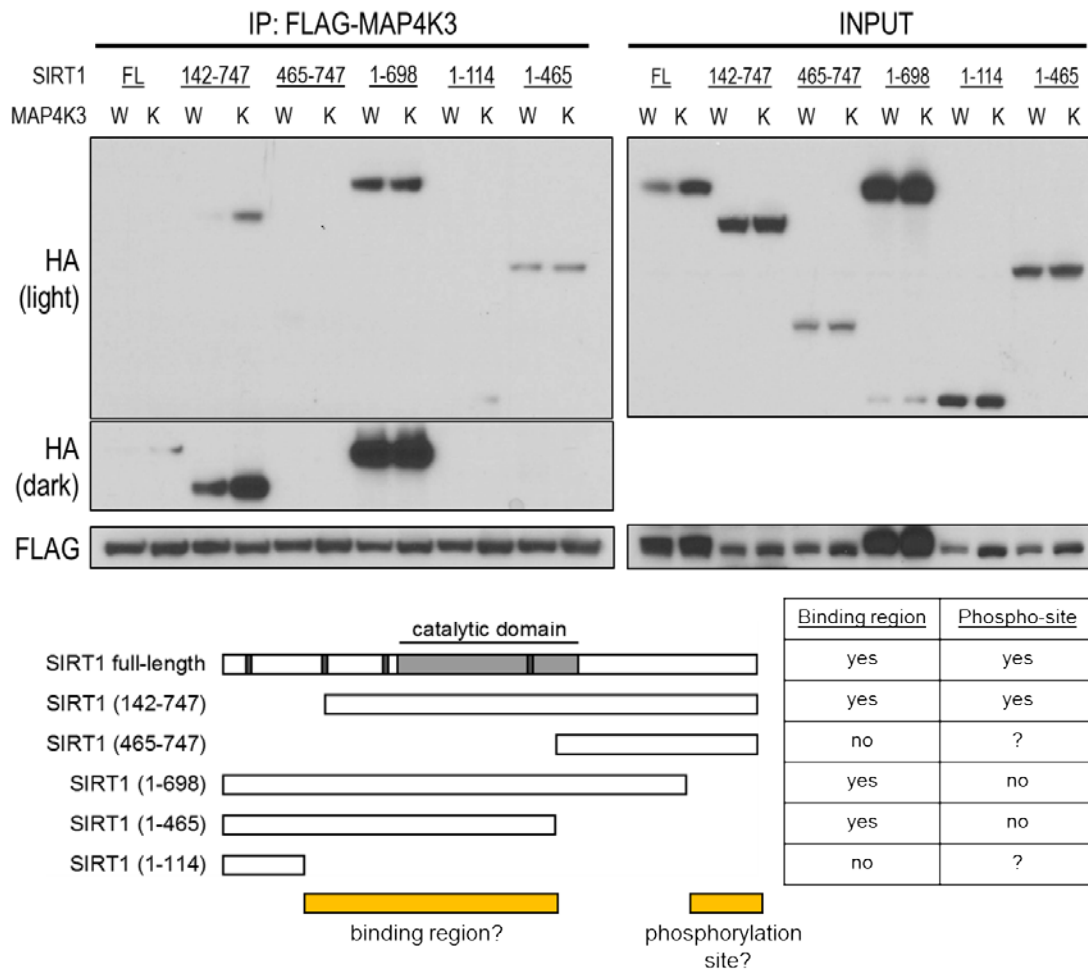 IP: FLAG-MAP4K3 INPUT
SIRT1 FL 142-747 465-747 1-698 1-114 1-465 FL 142-747 465-747 1-698 1-114 1-465
MAP4K3 W K W K W K W K W K W K W K W K W K W K W K W K
HA
(light)
HA
(dark)
FLAG
catalytic domain
SIRT1 full-length
SIRT1 (142-747)
SIRT1 (465-747)
SIRT1 (1-698)
SIRT1 (1-465)
SIRT1 (1-114)
binding region?
phosphorylation
site?
Binding region Phospho-site
yes yes
yes yes
no ?
yes no
yes no
no ?